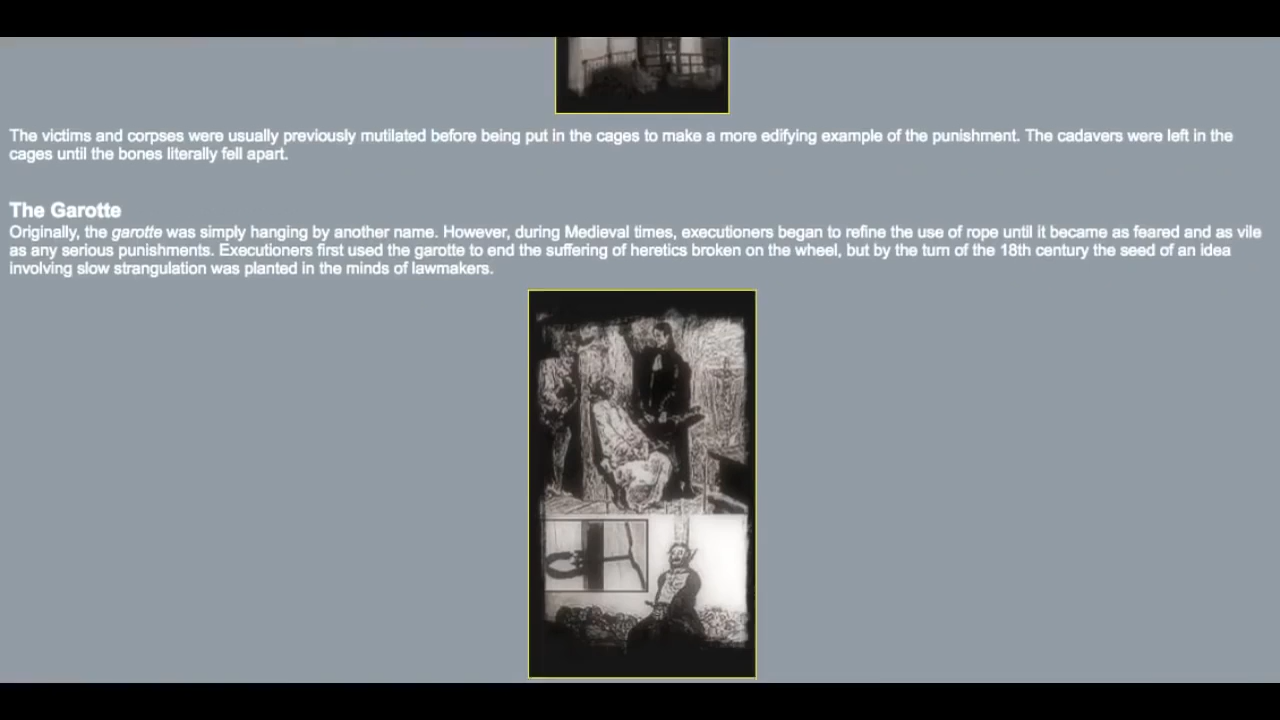 The victims and corpses were usually previously mutilated before being put in the cages to make a more edifying example of the punishment. The cadavers were left in the
cages until the bones literally fell apart.
The Garotte
Originally, the garotte was simply hanging by another name. However, during Medieval times, executioners began to refine the use of rope until it became as feared and as vile
as any serious punishments. Executioners first used the garotte to end the suffering of heretics broken on the wheel, but by the turn of the 18th century the seed of an idea
involving slow strangulation was planted in the minds of lawmakers.